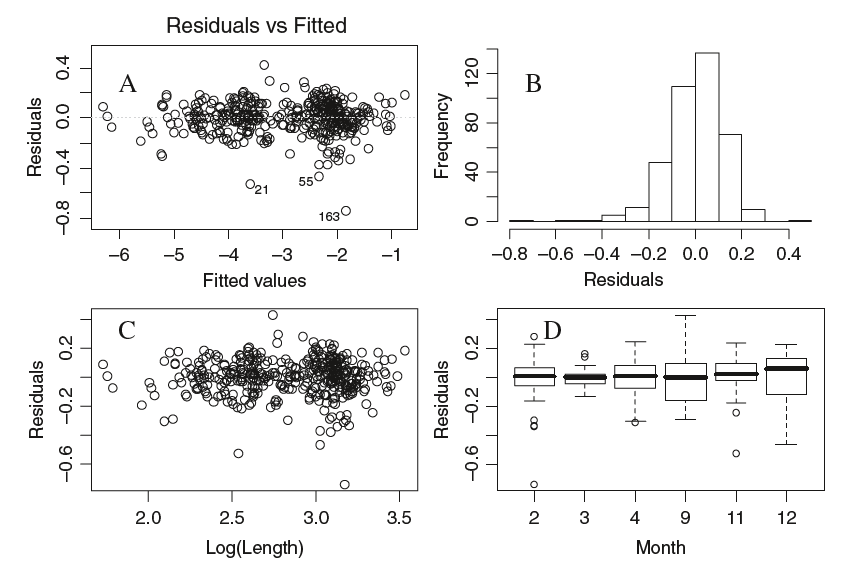 Residuals vs Fitted
A
Residuals
0.4
0.0
−0.4
−0.8
21
55
163
−6 −5 −4 −3 −2 −1
Fitted values
B
Frequency
120
80
40
0
−0.8 −0.6 −0.4 −0.2 0.0 0.2 0.4
Residuals
C
Residuals
0.2
−0.2
−0.6
2.0 2.5 3.0 3.5
Log(Length)
D
Residuals
0.2
−0.2
−0.6
2 3 4 9 11 12
Month